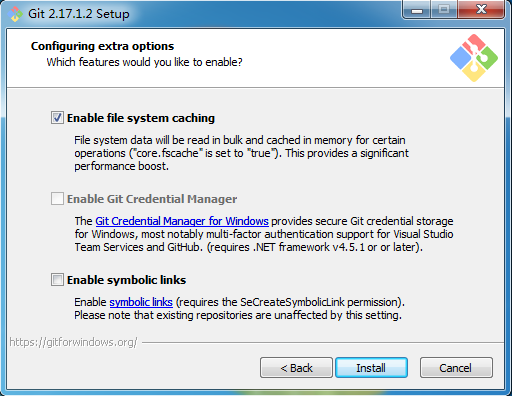 Git 2.17.1.2 Setup
Configuring extra options
Which features would you like to enable?
Enable file system caching
File system data will be read in bulk and cached in memory for certain
operations ("core.fscache" is set to "true"). This provides a significant
performance boost.
Enable Git Credential Manager
The Git Credential Manager for Windows provides secure Git credential storage
for Windows, most notably multi-factor authentication support for Visual Studio
Team Services and GitHub. (requires .NET framework v4.5.1 or or later).
Enable symbolic links
Enable symbolic links (requires the SeCreateSymbolicLink permission).
Please note that existing repositories are unaffected by this setting.
https://gitforwindows.org/
< Back
Install
Cancel